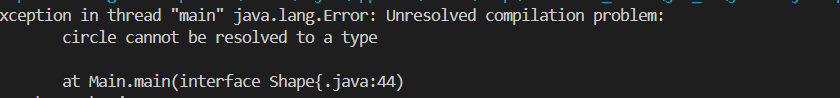 xception in thread "main" java.lang.Error: Unresolved compilation problem:
circle cannot be resolved to a type
at Main.main(interface Shape{.java:44)